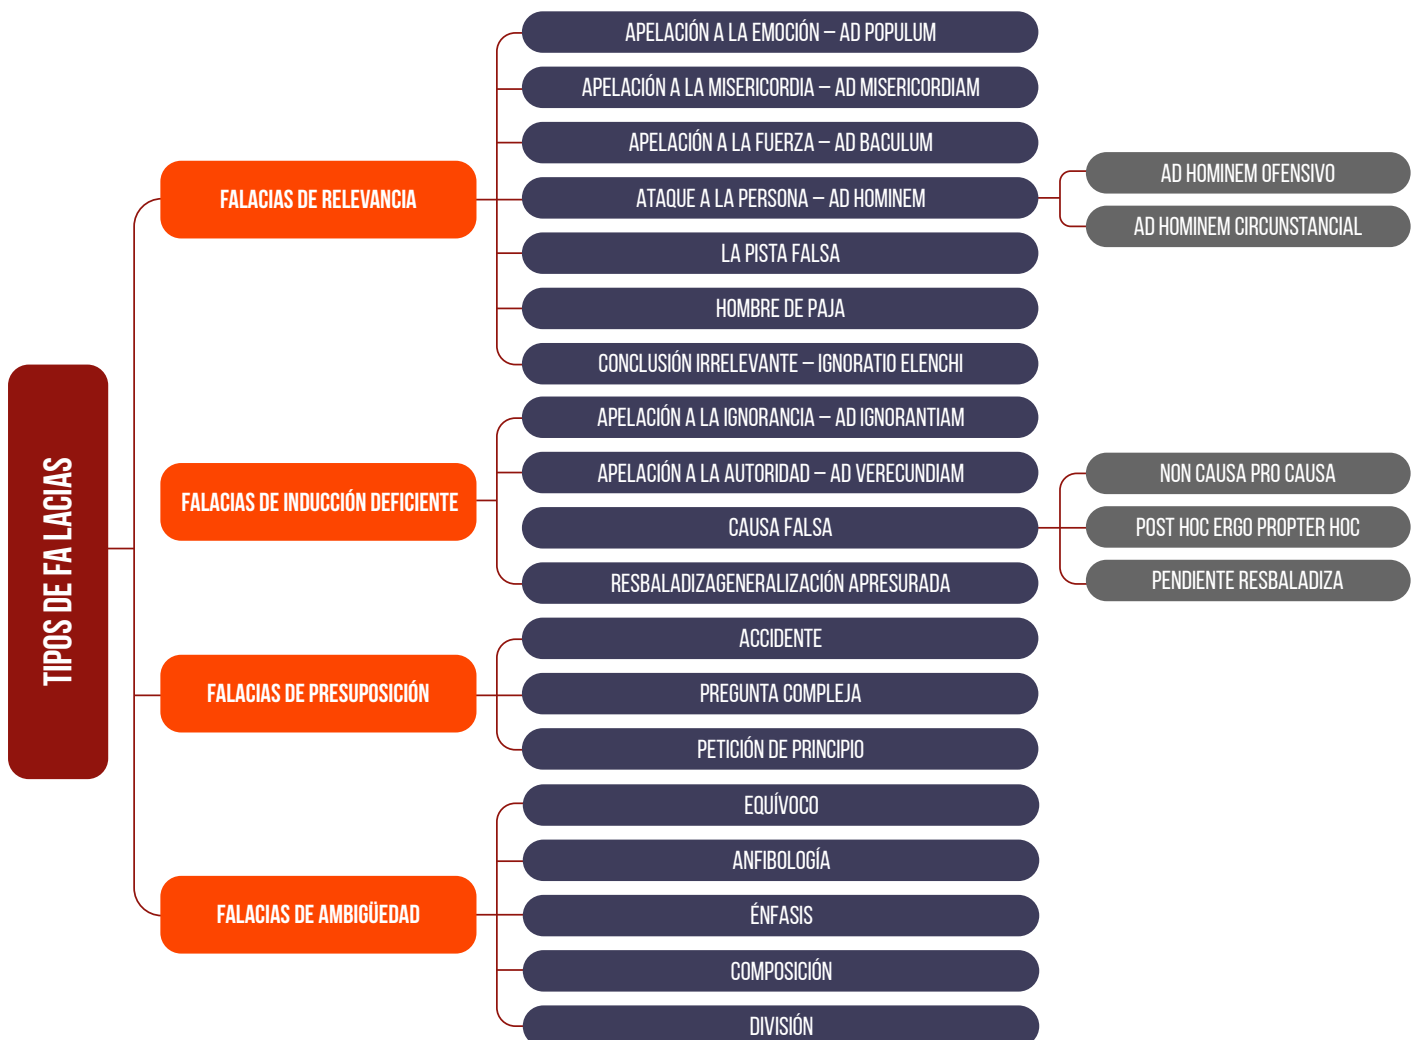 TIPOS DE FA LACIAS
FALACIAS DE RELEVANCIA
APELACIÓN A LA EMOCIÓN – AD POPULUM
APELACIÓN A LA MISERICORDIA – AD MISERICORDIAM
APELACIÓN A LA FUERZA – AD BACULUM
ATAQUE A LA PERSONA – AD HOMINEM
AD HOMINEM OFENSIVO
AD HOMINEM CIRCUNSTANCIAL
LA PISTA FALSA
HOMBRE DE PAJA
CONCLUSIÓN IRRELEVANTE – IGNORATIO ELENCHI
FALACIAS DE INDUCCIÓN DEFICIENTE
APELACIÓN A LA IGNORANCIA – AD IGNORANTIAM
APELACIÓN A LA AUTORIDAD – AD VERECUNDIAM
CAUSA FALSA
NON CAUSA PRO CAUSA
POST HOC ERGO PROPTER HOC
PENDIENTE RESBALADIZA
RESBALADIZAGENERALIZACIÓN APRESURADA
FALACIAS DE PRESUPOSICIÓN
ACCIDENTE
PREGUNTA COMPLEJA
PETICIÓN DE PRINCIPIO
FALACIAS DE AMBIGÜEDAD
EQUÍVOCO
ANFIBOLOGÍA
ÉNFASIS
COMPOSICIÓN
DIVISIÓN